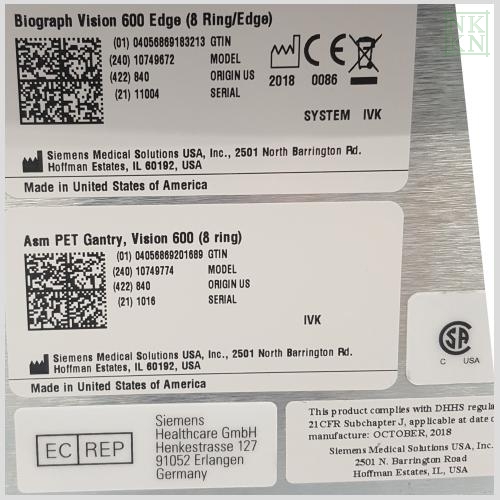 Biograph Vision 600 Edge (8 Ring/Edge)
(01) 04056869183213 GTIN
(240) 10749672 MODEL
(422) 840 ORIGIN US
(21) 11004 SERIAL
2018 0086
SYSTEM IVK
Siemens Medical Solutions USA, Inc., 2501 North Barrington Rd.
Hoffman Estates, IL 60192, USA
Made in United States of America
Asm PET Gantry, Vision 600 (8 ring)
(01) 04056869201689 GTIN
(240) 10749774 MODEL
(422) 840 ORIGIN US
(21) 1016 SERIAL
IVK
Siemens Medical Solutions USA, Inc., 2501 North Barrington Rd.
Hoffman Estates, IL 60192, USA
Made in United States of America
SA
C USA
EC REP
Siemens
Healthcare GmbH
Henkestrasse 127
91052 Erlangen
Germany
This product complies with DHHS regula
21CFR Subchapter J, applicable at date o
manufacture: OCTOBER, 2018
Siemens Medical Solutions USA, Inc.
2501 N. Barrington Road
Hoffman Estates, IL, USA
NK
KN